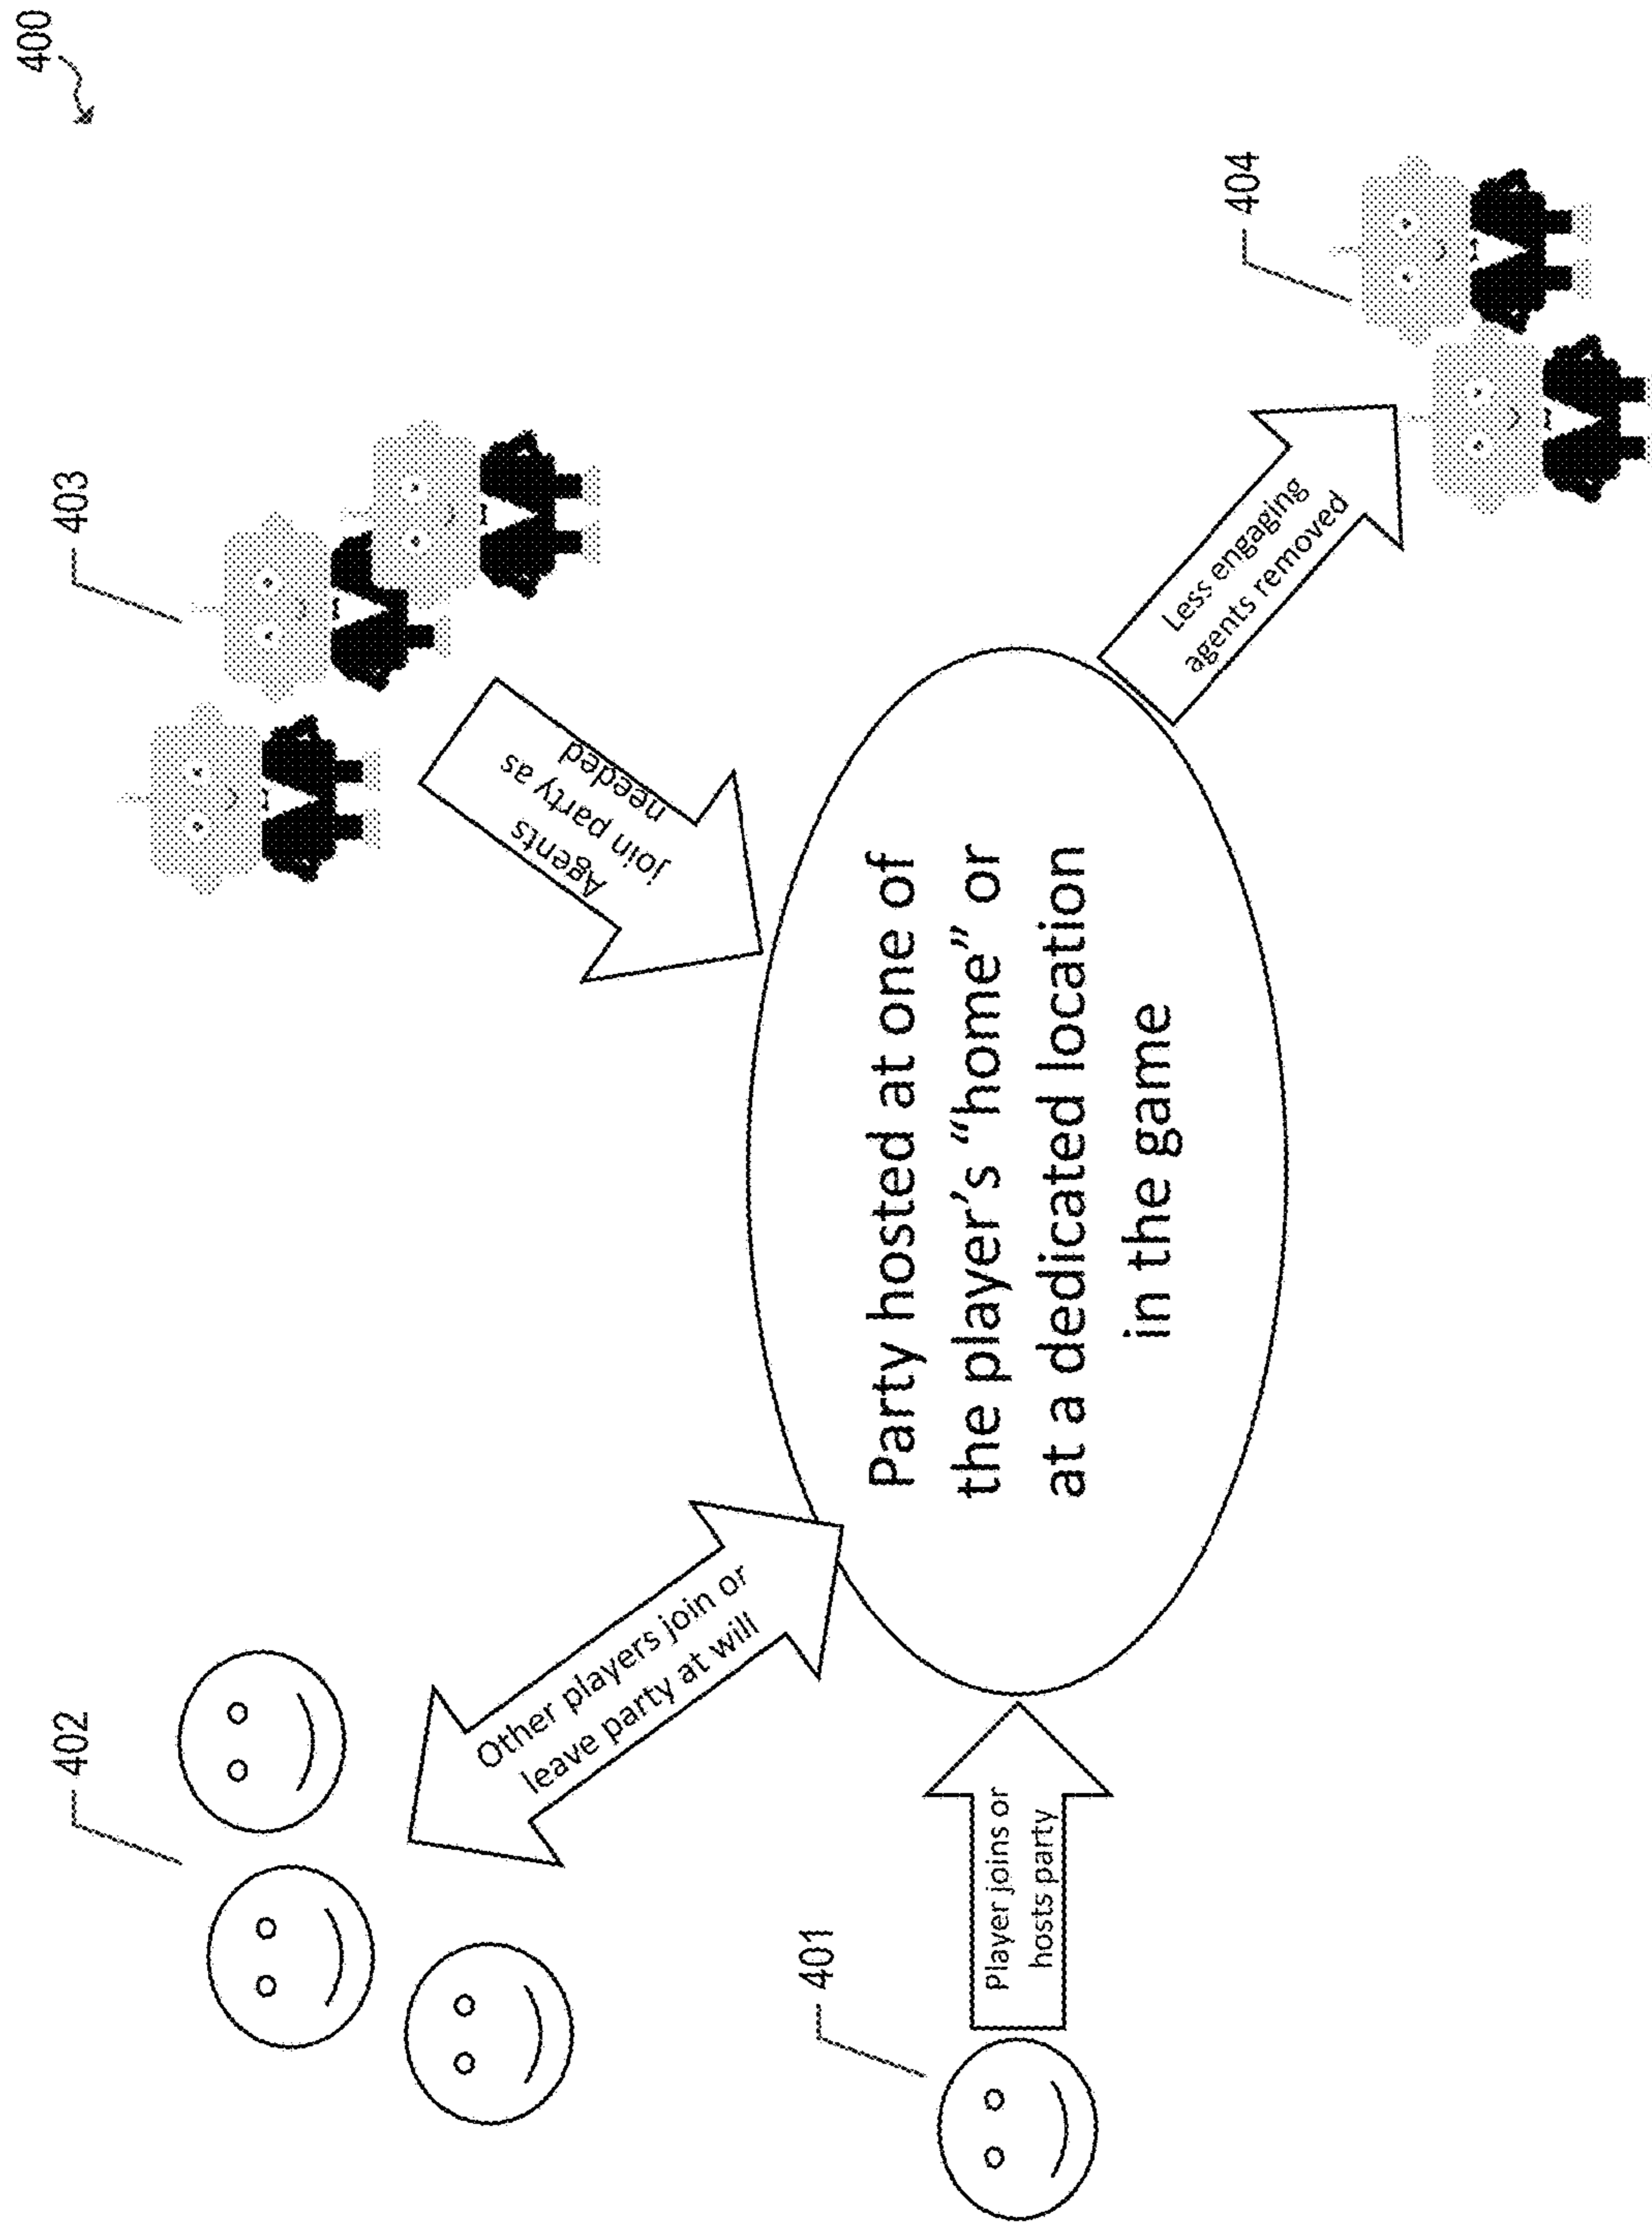 400
402
Other players join or
leave party at will
403
Agents
join party as
needed
401
Player joins or
hosts party
Party hosted at one of
the player’s “home” or
at a dedicated location
in the game
404
Less engaging
agents removed